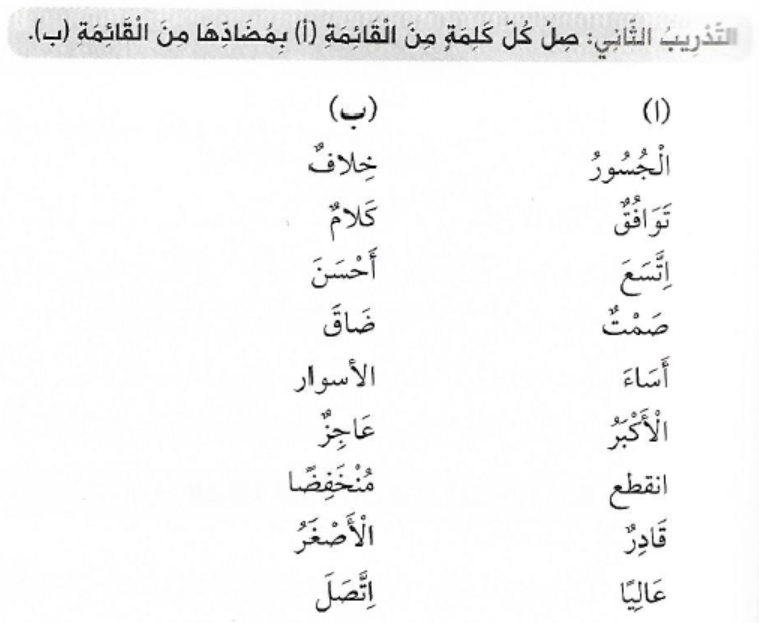 التَّدْرِيبُ الثَّانِي: صِلْ كُلَّ كَلِمَةٍ مِنَ الْقَائِمَةِ (أ) بِمُضَادِّهَا مِنَ الْقَائِمَةِ (ب).
(ا) (ب)
الْجُسُورُ خِلافٌ
تَوَافُقٌ كَلامٌ
اِتَّسَعَ أَحْسَنَ
صَمْتٌ ضَاقَ
أَسَاءَ الأسوار
الْأَكْبَرُ عَاجِزٌ
انقطع مُنْخَفِضًا
قَادِرٌ الْأَصْغَرُ
عَالِيًا اِتَّصَلَ